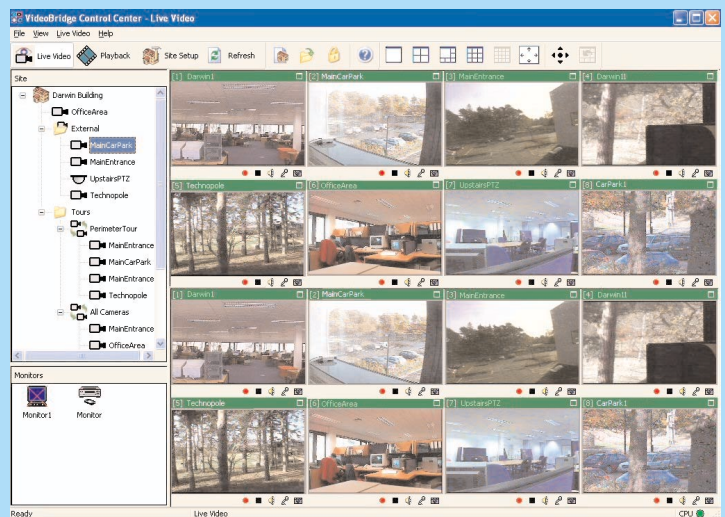 VideoBridge Control Center - Live Video
File View Live Video Help
Live Video Playback Site Setup Refresh
Site
Darwin Building
OfficeArea
External
MainCarPark
MainEntrance
UpstairsPTZ
Technopole
Tours
PerimeterTour
MainEntrance
MainCarPark
MainEntrance
Technopole
All Cameras
MainEntrance
OfficeArea
Monitors
Monitor1 Monitor
[1] Darwin1 [2] MainCarPark [3] MainEntrance [4] DarwinII
[5] Technopole [6] OfficeArea [7] UpstairsPTZ [8] CarPark1
[1] Darwin1 [2] MainCarPark [3] MainEntrance [4] DarwinII
[5] Technopole [6] OfficeArea [7] UpstairsPTZ [8] CarPark1
Ready Live Video CPU